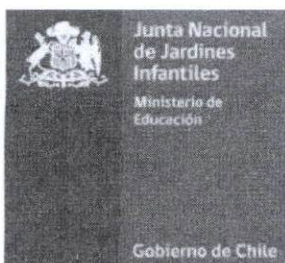 Junta Nacional
de Jardines
Infantiles
Ministerio de
Educación
Gobierno de Chile